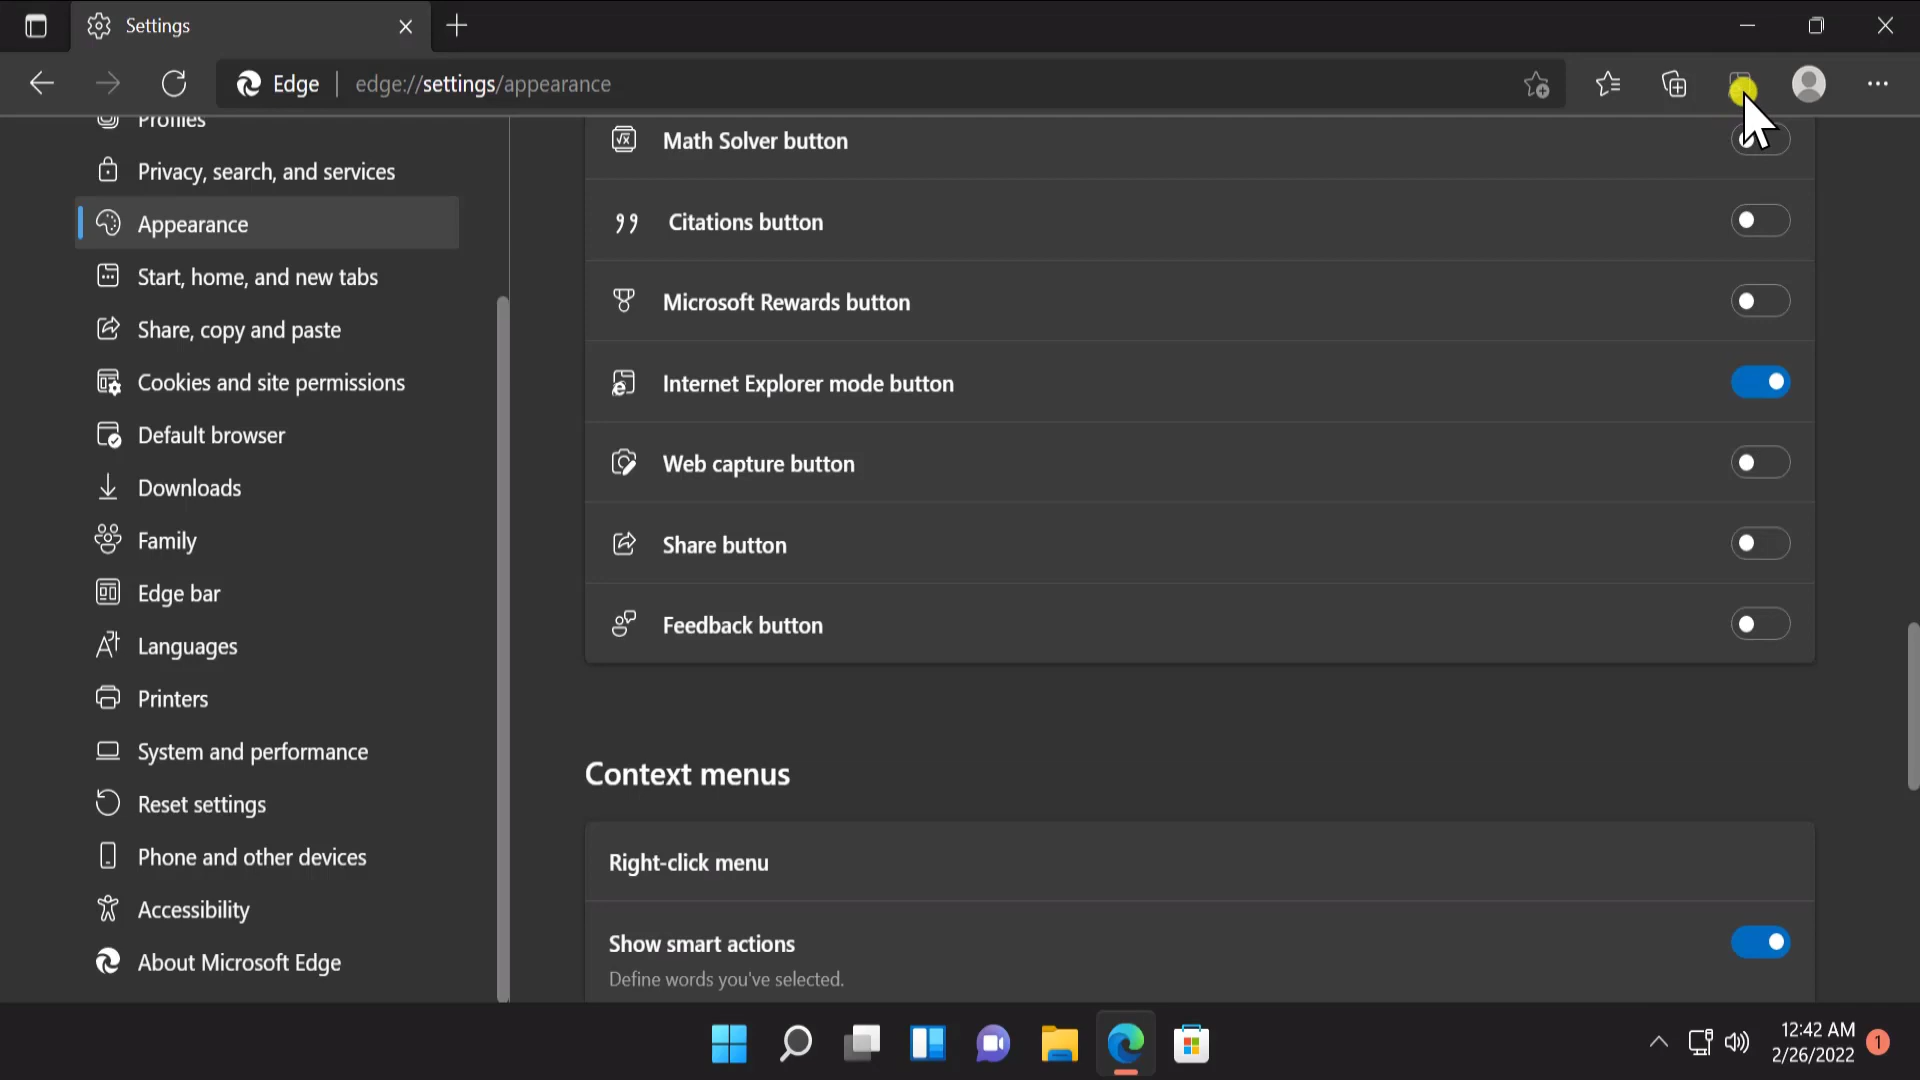 Settings
Edge
edge://settings/appearance
Profiles
Privacy, search, and services
Appearance
Start, home, and new tabs
Share, copy and paste
Cookies and site permissions
Default browser
Downloads
Family
Edge bar
Languages
Printers
System and performance
Reset settings
Phone and other devices
Accessibility
About Microsoft Edge
Math Solver button
Citations button
Microsoft Rewards button
Internet Explorer mode button
Web capture button
Share button
Feedback button
Context menus
Right-click menu
Show smart actions
Define words you've selected.
12:42 AM
2/26/2022
1